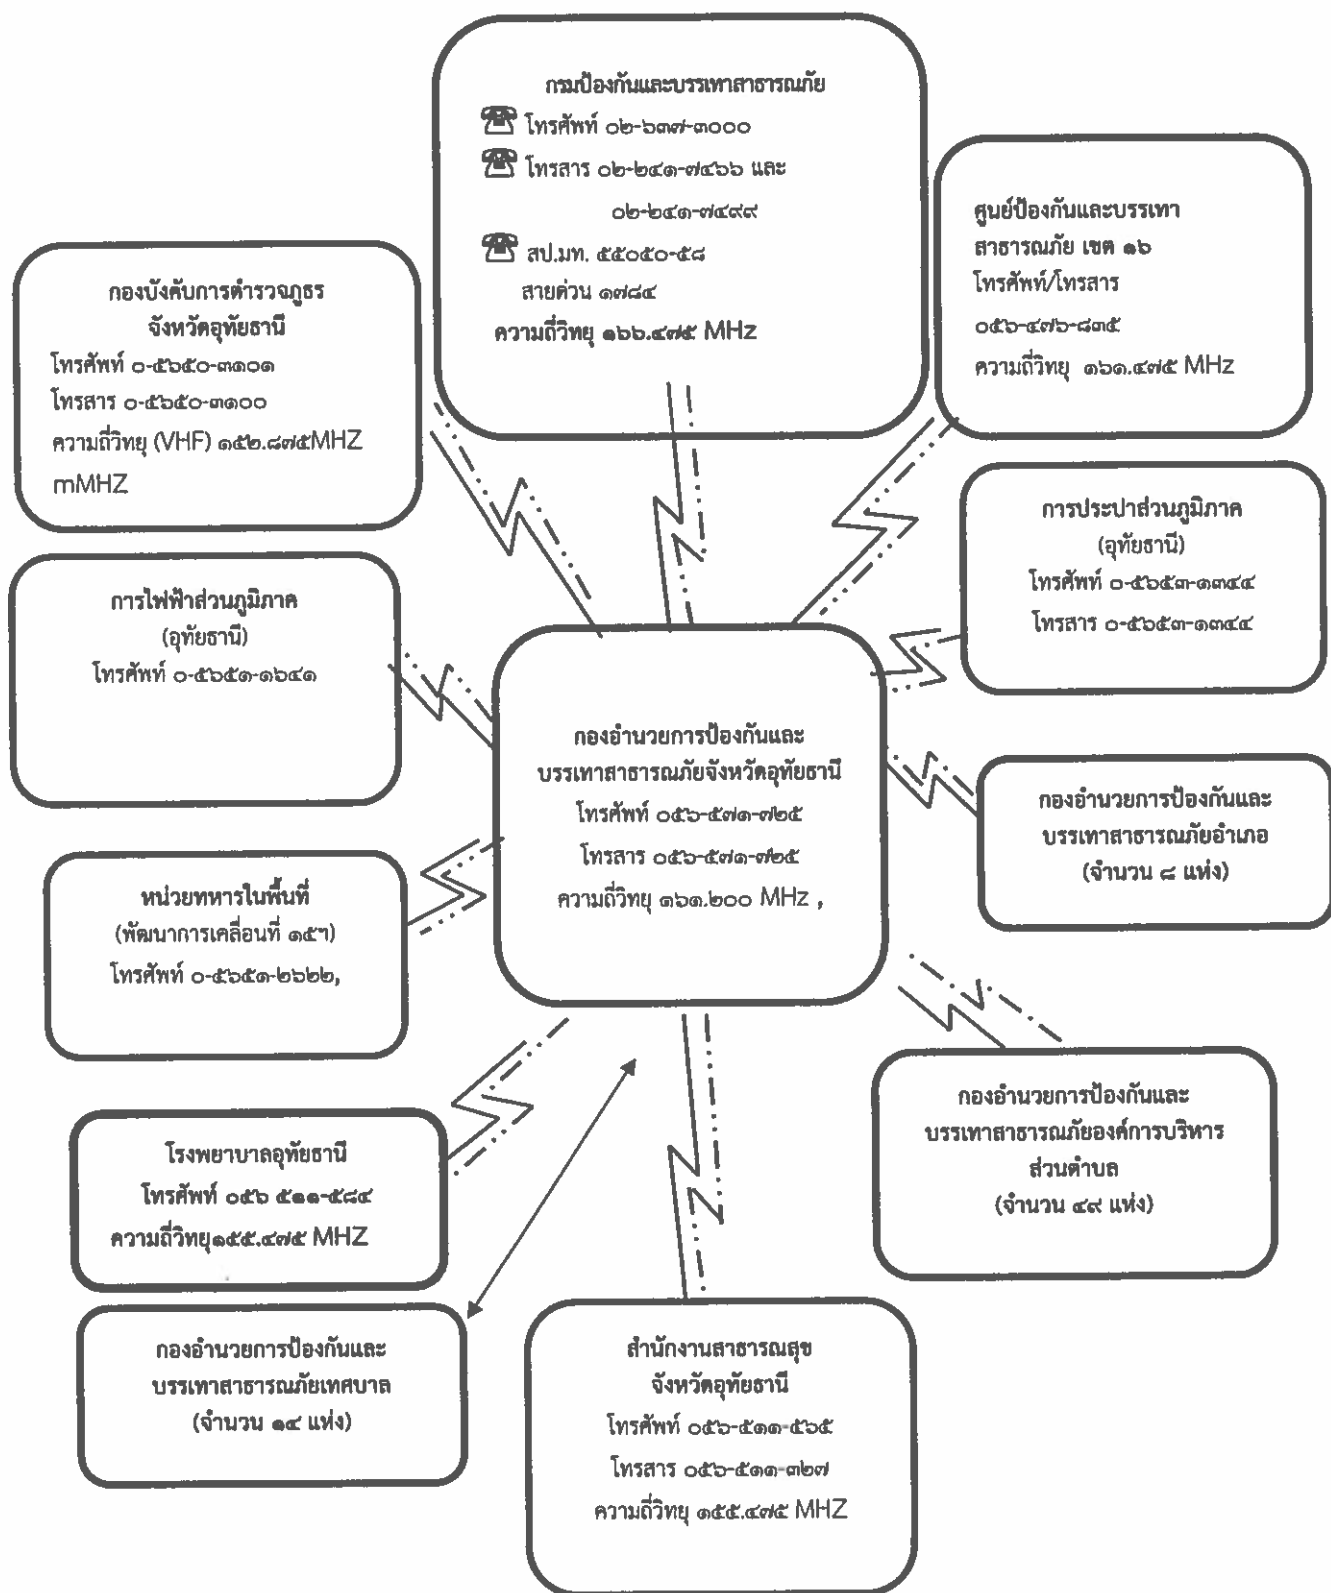 กรมป้องกันและบรรเทาสาธารณภัย
โทรศัพท์ ๐๒-๖๓๗-๓๐๐๐
โทรสาร ๐๒-๒๔๑-๗๔๖๖ และ
๐๒-๒๔๑-๗๔๙๙
สป.มท. ๕๕๐๕๐-๕๘
สายด่วน ๑๗๘๔
ความถี่วิทยุ ๑๖๖.๔๗๕ MHz
ศูนย์ป้องกันและบรรเทา
สาธารณภัย เขต ๑๖
โทรศัพท์/โทรสาร
๐๕๖-๔๗๖-๘๓๕
ความถี่วิทยุ ๑๖๑.๔๗๕ MHz
กองบังคับการตำรวจภูธร
จังหวัดอุทัยธานี
โทรศัพท์ ๐-๕๖๕๐-๓๑๐๑
โทรสาร ๐-๕๖๕๐-๓๑๐๐
ความถี่วิทยุ (VHF) ๑๕๒.๘๗๕MHZ
mMHZ
การประปาส่วนภูมิภาค
(อุทัยธานี)
โทรศัพท์ ๐-๕๖๕๓-๑๓๔๔
โทรสาร ๐-๕๖๕๓-๑๓๔๔
การไฟฟ้าส่วนภูมิภาค
(อุทัยธานี)
โทรศัพท์ ๐-๕๖๕๑-๑๖๔๑
กองอำนวยการป้องกันและ
บรรเทาสาธารณภัยจังหวัดอุทัยธานี
โทรศัพท์ ๐๕๖-๕๗๑-๗๒๕
โทรสาร ๐๕๖-๕๗๑-๗๒๕
ความถี่วิทยุ ๑๖๑.๒๐๐ MHz ,
กองอำนวยการป้องกันและ
บรรเทาสาธารณภัยอำเภอ
(จำนวน ๘ แห่ง)
หน่วยทหารในพื้นที่
(พัฒนาการเคลื่อนที่ ๑๕ฯ)
โทรศัพท์ ๐-๕๖๕๑-๒๖๒๒,
กองอำนวยการป้องกันและ
บรรเทาสาธารณภัยองค์การบริหาร
ส่วนตำบล
(จำนวน ๔๙ แห่ง)
โรงพยาบาลอุทัยธานี
โทรศัพท์ ๐๕๖ ๕๑๑-๕๘๔
ความถี่วิทยุ๑๕๕.๔๗๕ MHZ
กองอำนวยการป้องกันและ
บรรเทาสาธารณภัยเทศบาล
(จำนวน ๑๔ แห่ง)
สำนักงานสาธารณสุข
จังหวัดอุทัยธานี
โทรศัพท์ ๐๕๖-๕๑๑-๕๖๕
โทรสาร ๐๕๖-๕๑๑-๓๒๗
ความถี่วิทยุ ๑๕๕.๔๗๕ MHZ